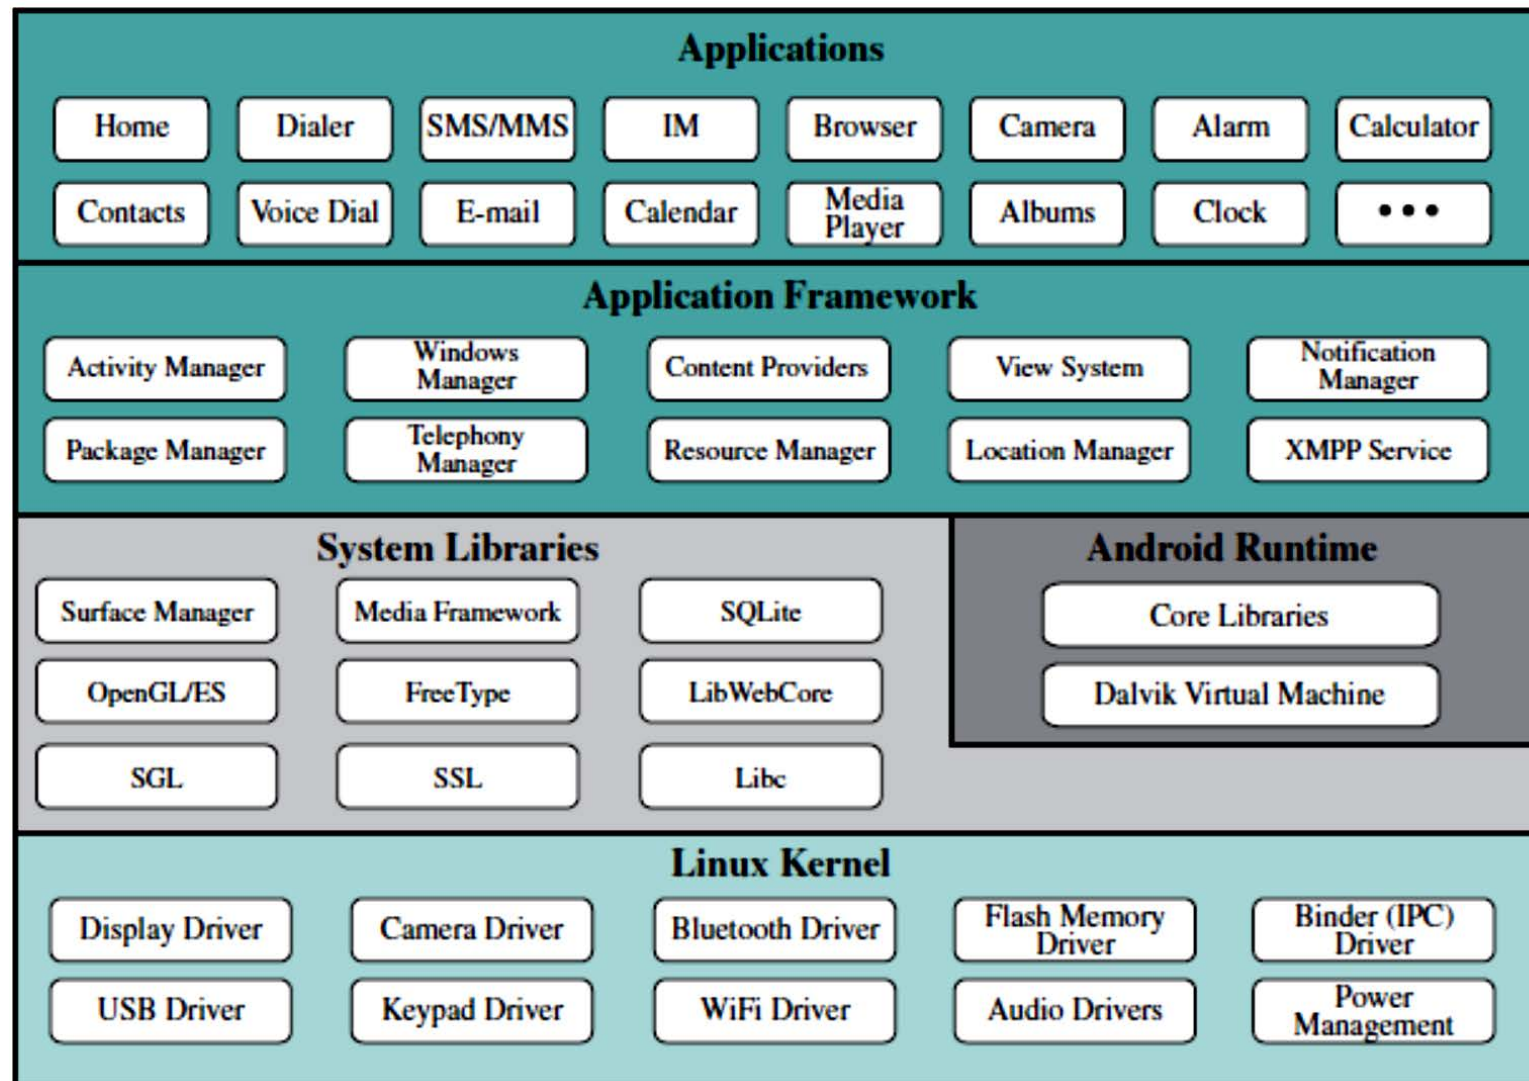 Applications
Home Dialer SMS/MMS IM Browser Camera Alarm Calculator
Contacts Voice Dial E-mail Calendar Media Player Albums Clock •••
Application Framework
Activity Manager Windows Manager Content Providers View System Notification Manager
Package Manager Telephony Manager Resource Manager Location Manager XMPP Service
System Libraries
Surface Manager Media Framework SQLite
OpenGL/ES FreeType LibWebCore
SGL SSL Libc
Android Runtime
Core Libraries
Dalvik Virtual Machine
Linux Kernel
Display Driver Camera Driver Bluetooth Driver Flash Memory Driver Binder (IPC) Driver
USB Driver Keypad Driver WiFi Driver Audio Drivers Power Management